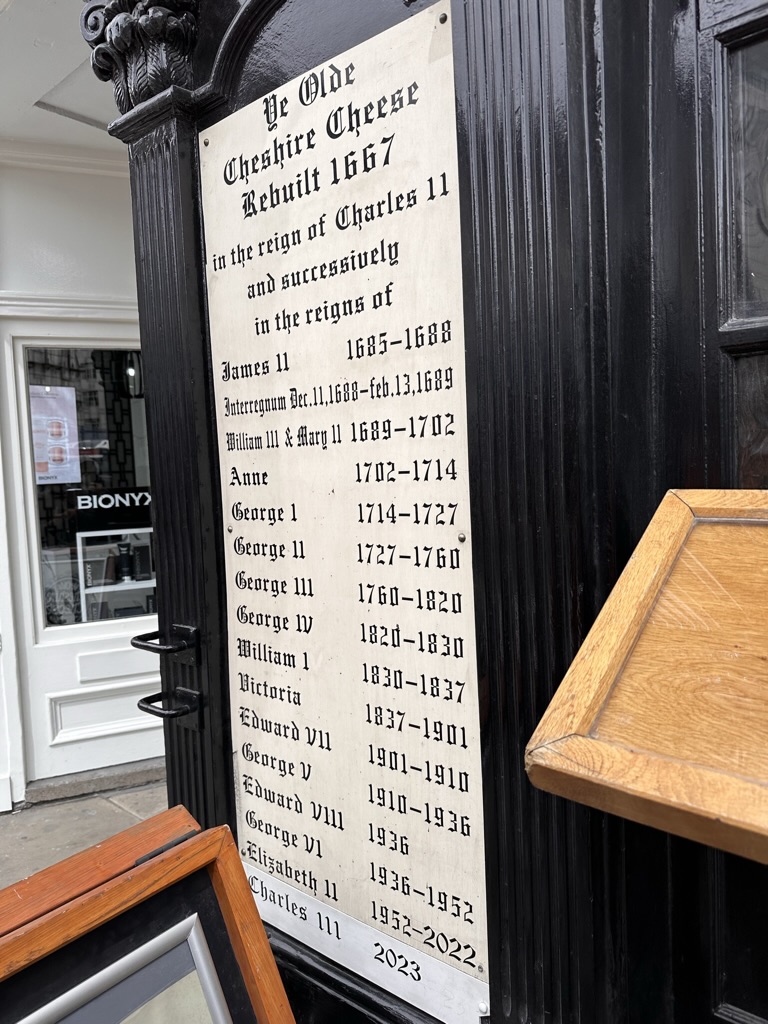 Ye Olde
Cheshire Cheese
Rebuilt 1667
in the reign of Charles 11
and successively
in the reigns of
James 11 1685–1688
Interregnum Dec.11,1688–feb.13,1689
William 111 & Mary 11 1689–1702
Anne 1702–1714
George 1 1714–1727
George 11 1727–1760
George 111 1760–1820
George 1V 1820–1830
William 1 1830–1837
Victoria 1837–1901
Edward V11 1901–1910
George V 1910–1936
Edward V111 1936
George V1 1936–1952
Elizabeth 11 1952–2022
Charles 111 2023
BIONYX
BIONYX
BIONYX